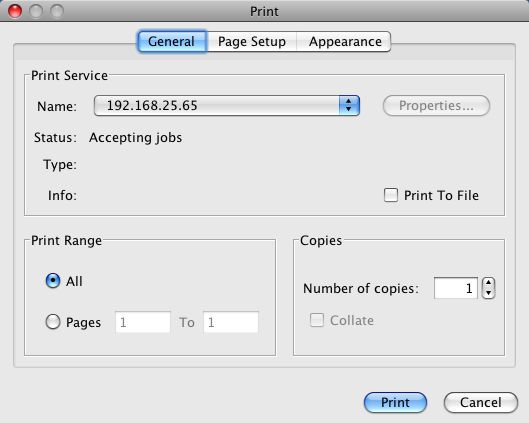 Print
General Page Setup Appearance
Print Service
Name: 192.168.25.65 Properties...
Status: Accepting jobs
Type:
Info: Print To File
Print Range Copies
All
Number of copies: 1
Pages 1 To 1
Collate
Print Cancel